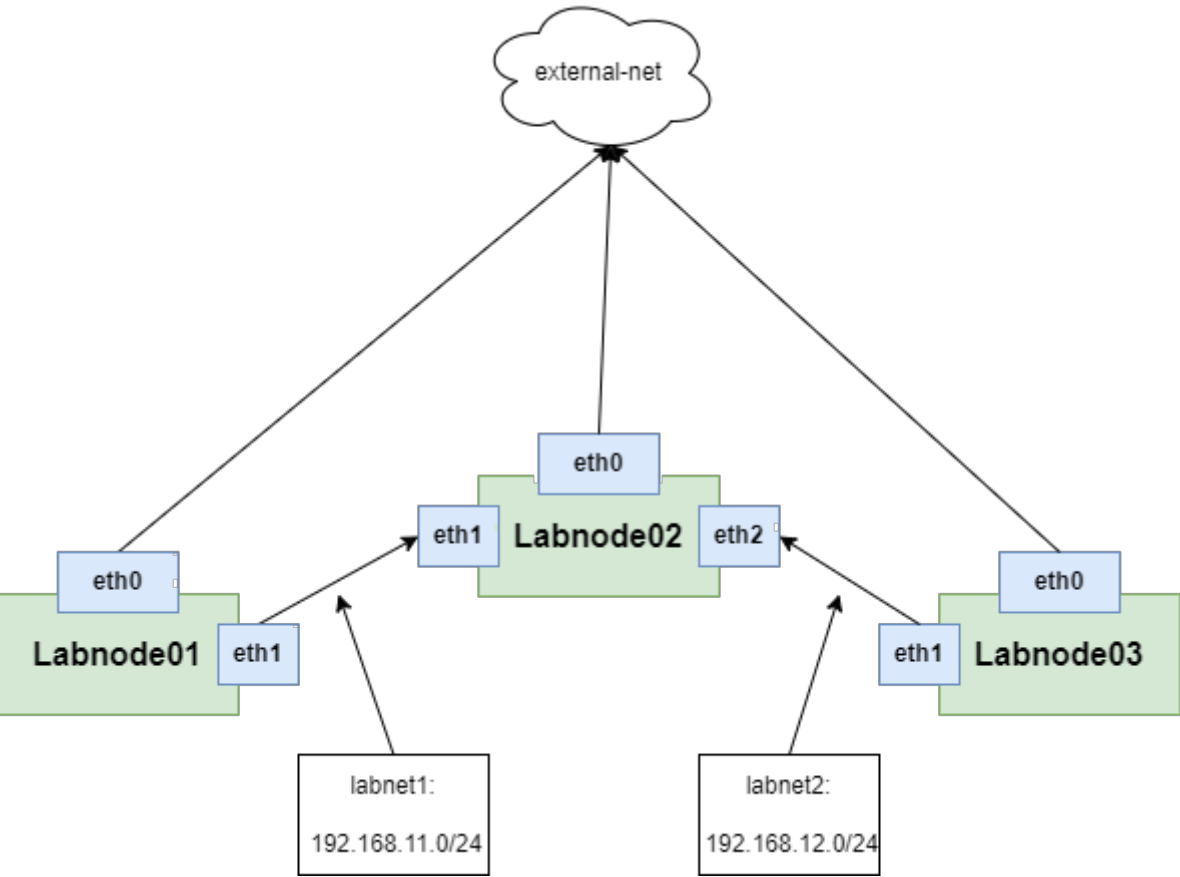 external-net
eth0
eth1
Labnode02
eth2
eth0
Labnode01
eth1
eth0
eth1
Labnode03
labnet1:
192.168.11.0/24
labnet2:
192.168.12.0/24